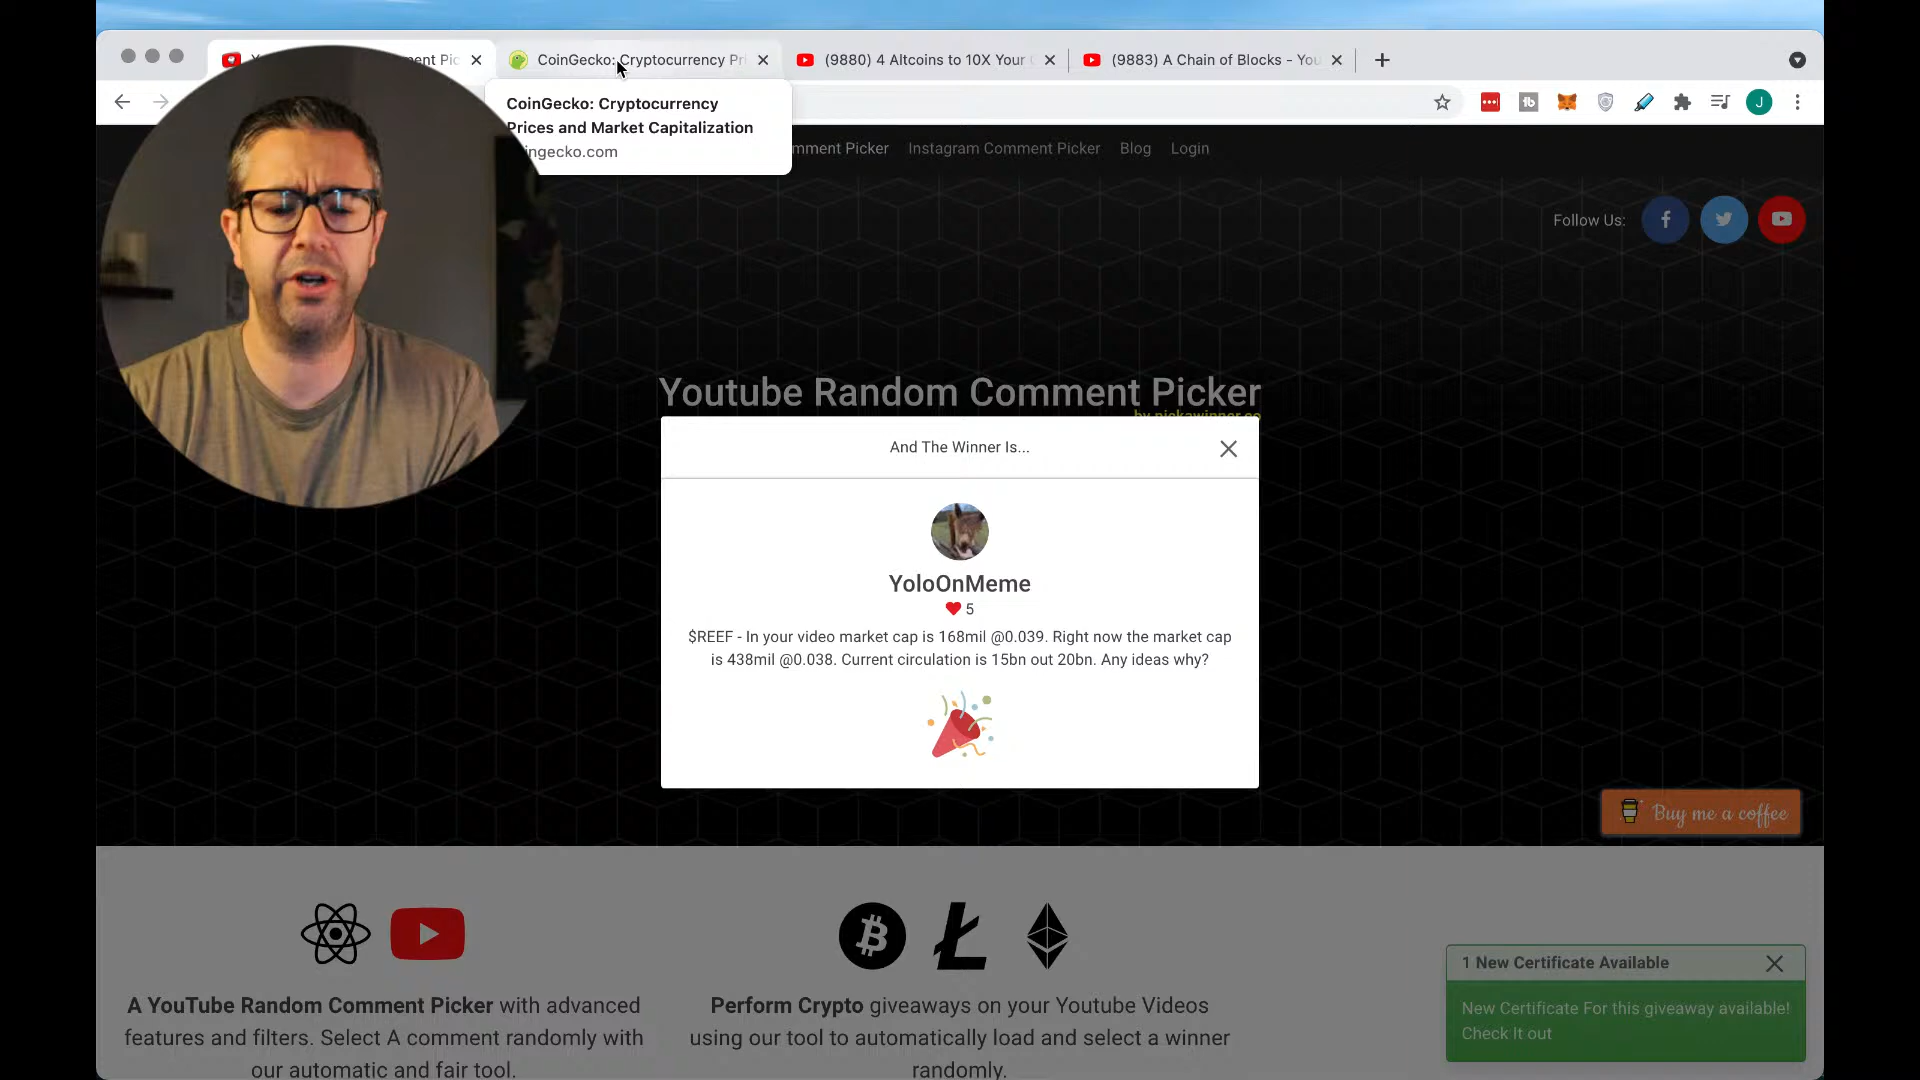 ent Pic
CoinGecko: Cryptocurrency Pri
(9880) 4 Altcoins to 10X Your
(9883) A Chain of Blocks - You
CoinGecko: Cryptocurrency
Prices and Market Capitalization
ingecko.com
J
mment Picker
Instagram Comment Picker
Blog
Login
Follow Us:
Youtube Random Comment Picker
by pickawinner.co
And The Winner Is...
YoloOnMeme
5
$REEF - In your video market cap is 168mil @0.039. Right now the market cap
is 438mil @0.038. Current circulation is 15bn out 20bn. Any ideas why?
Buy me a coffee
A YouTube Random Comment Picker with advanced
features and filters. Select A comment randomly with
our automatic and fair tool.
Perform Crypto giveaways on your Youtube Videos
using our tool to automatically load and select a winner
randomly.
1 New Certificate Available
New Certificate For this giveaway available!
Check It out